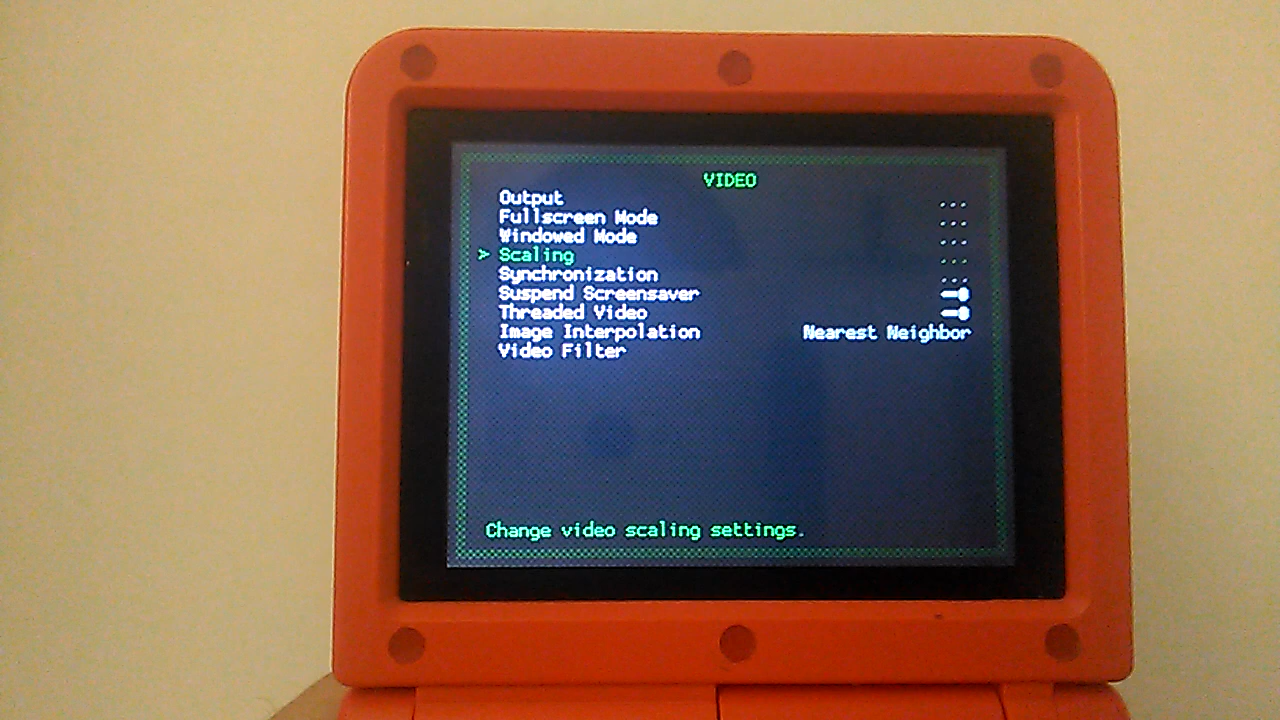 VIDEO
Output ...
Fullscreen Mode ...
Windowed Mode ...
> Scaling ...
Synchronization ...
Suspend Screensaver
Threaded Video
Image Interpolation Nearest Neighbor
Video Filter
Change video scaling settings.